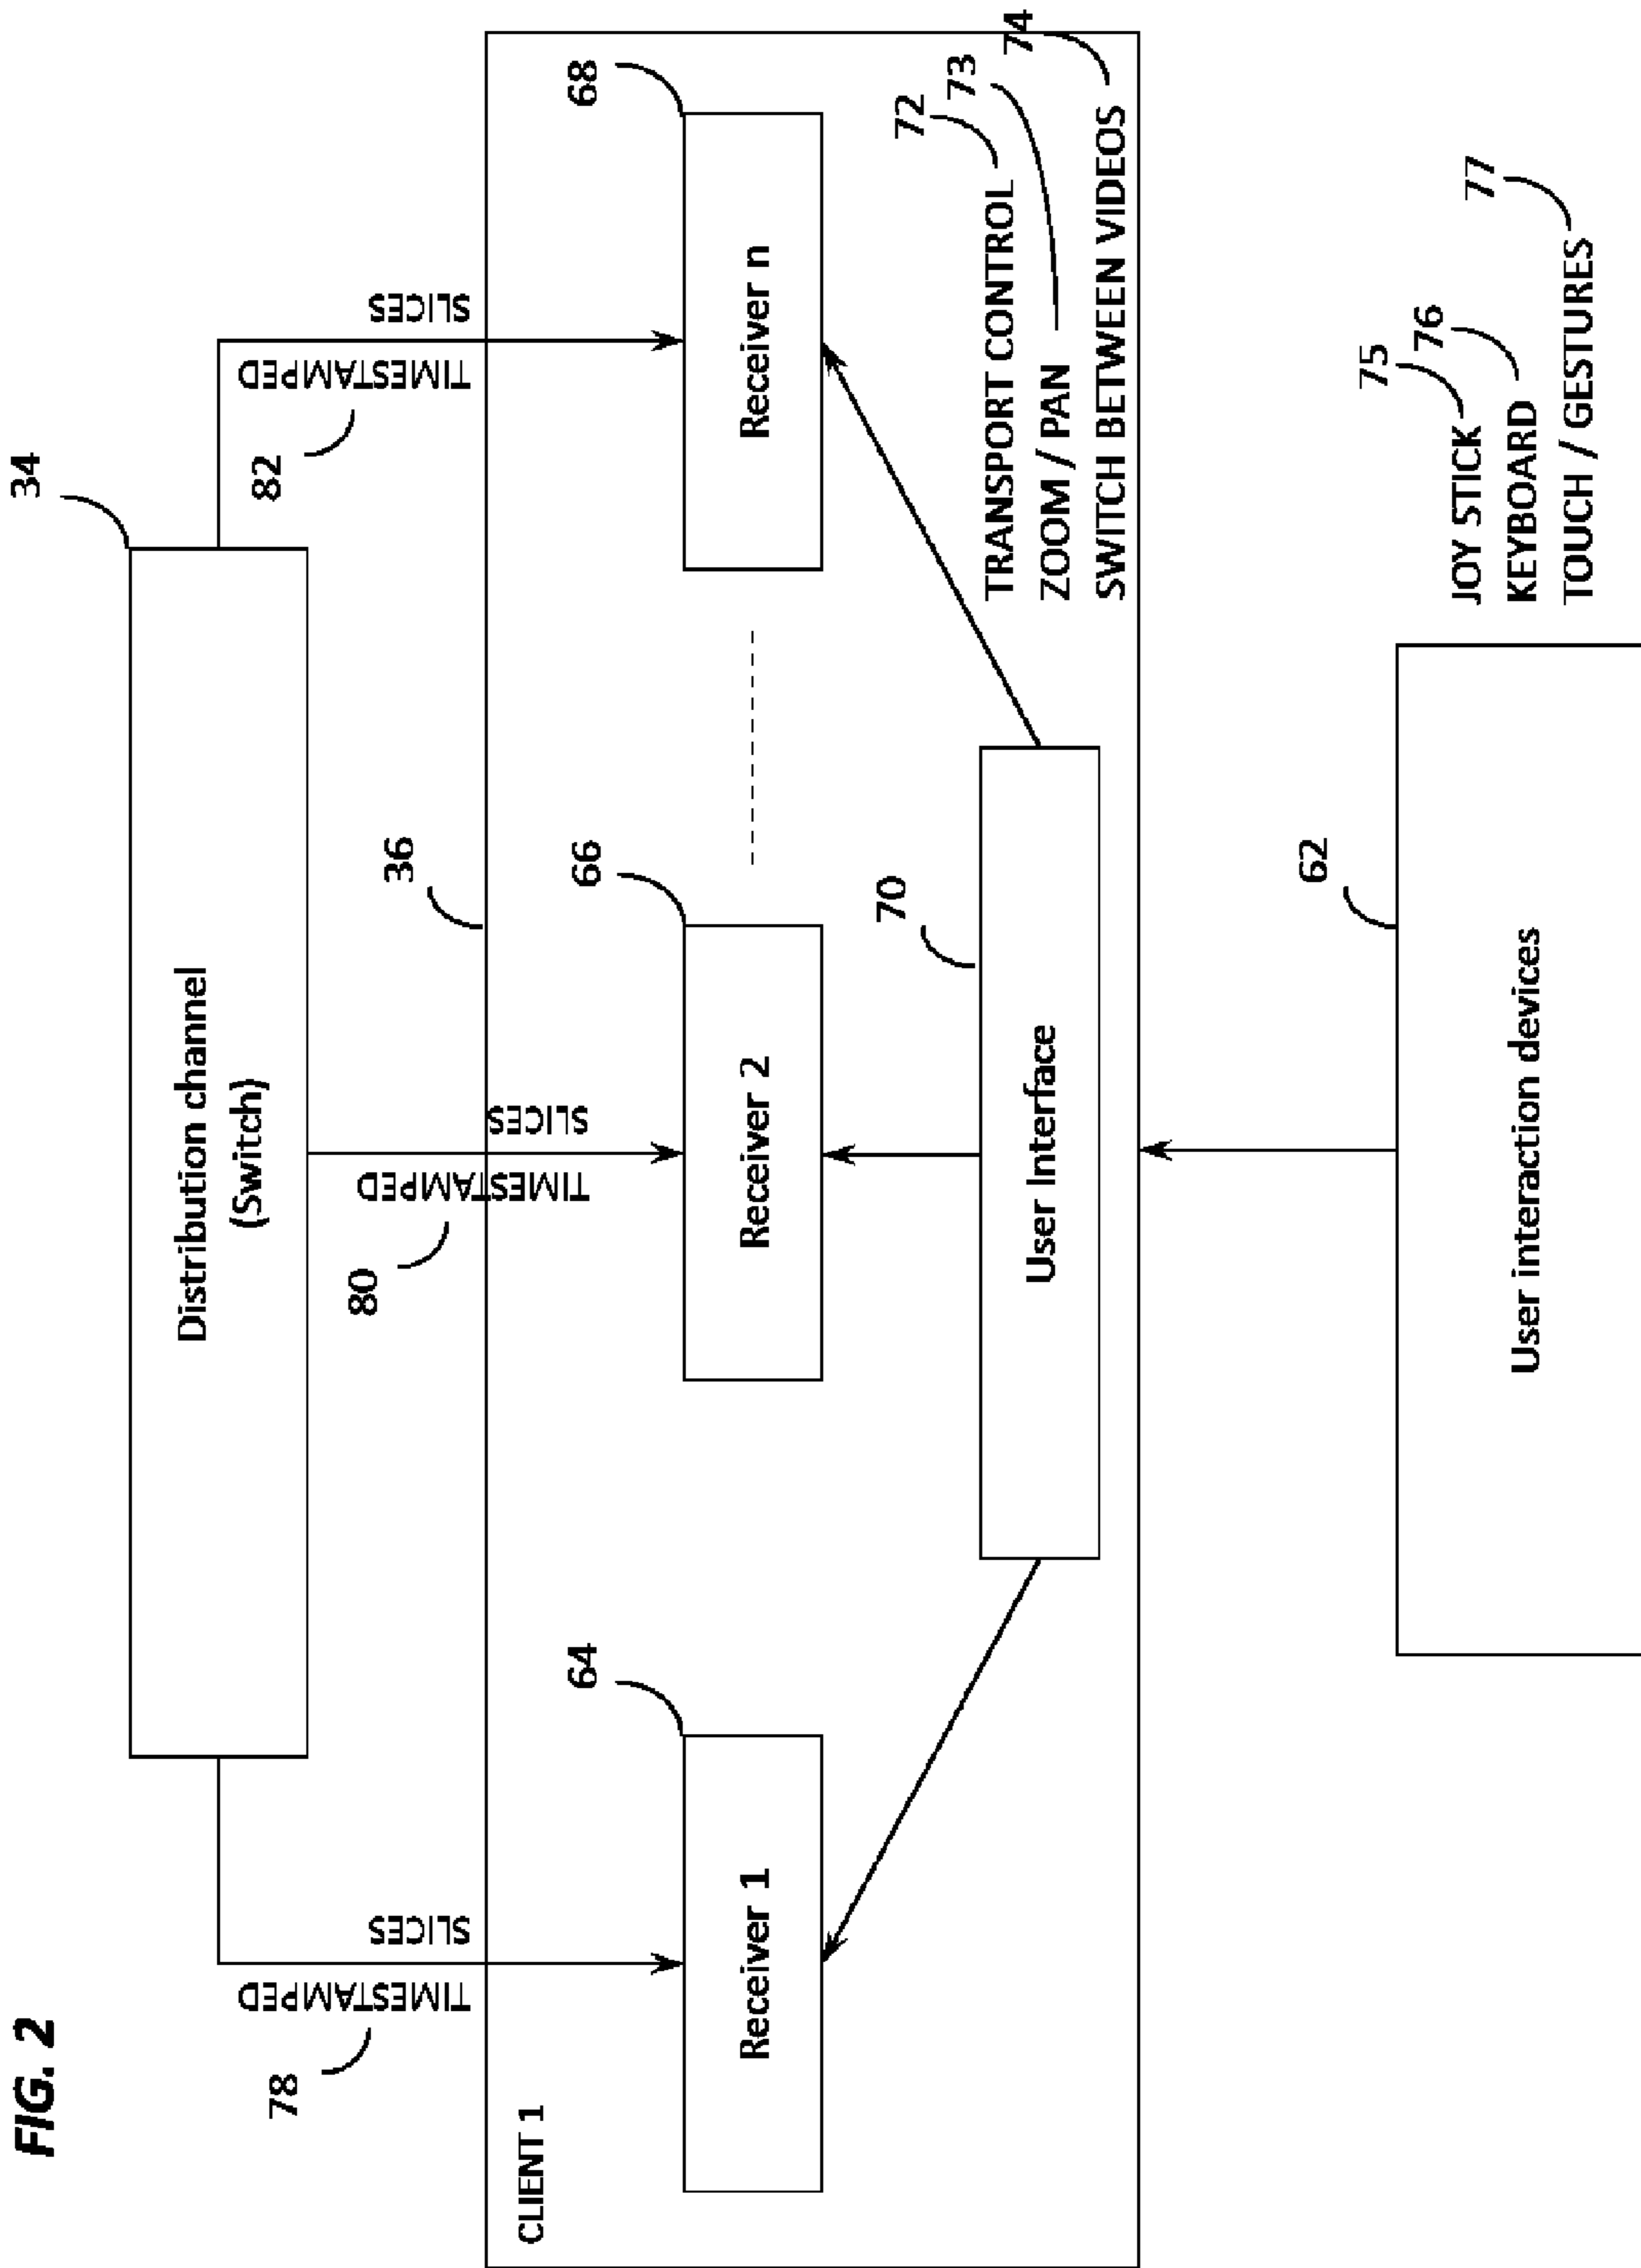 FIG. 2
34
Distribution channel
(Switch)
78
TIMESTAMPED
SLICES
80
TIMESTAMPED
SLICES
82
TIMESTAMPED
SLICES
36
CLIENT 1
64
Receiver 1
66
Receiver 2
68
Receiver n
70
User Interface
72
TRANSPORT CONTROL
73
ZOOM / PAN
74
SWITCH BETWEEN VIDEOS
62
User interaction devices
75
JOY STICK
76
KEYBOARD
77
TOUCH / GESTURES